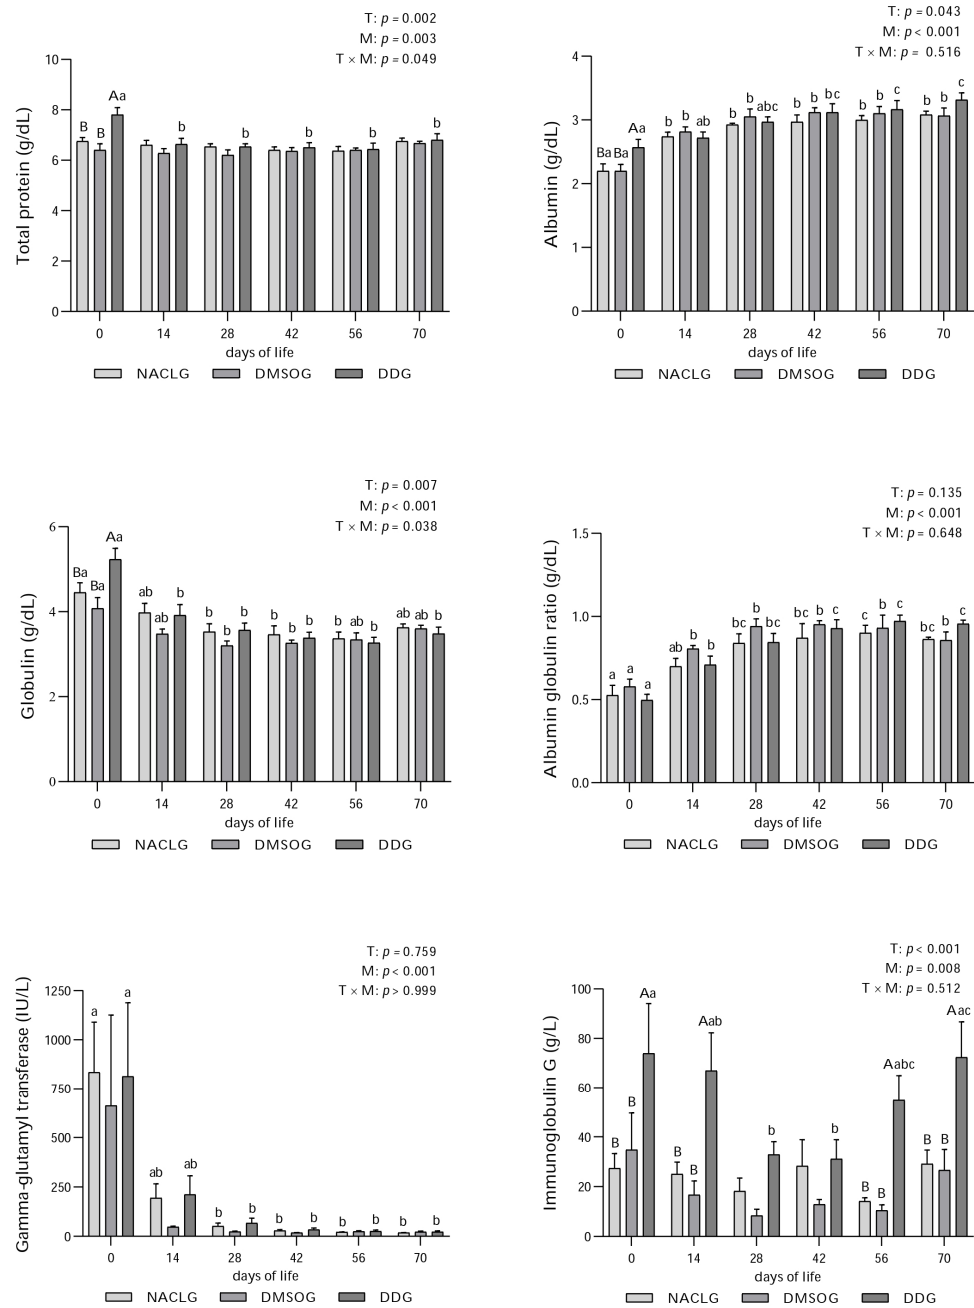 T: p = 0.002
M: p = 0.003
T × M: p = 0.049
Total protein (g/dL)
10
8
6
4
2
0
B B Aa b b b b b
0 14 28 42 56 70
days of life
NACLG DMSOG DDG
T: p = 0.043
M: p < 0.001
T × M: p = 0.516
Albumin (g/dL)
4
3
2
1
0
Ba Ba Aa b b ab b b abc b b bc b b c b b c
0 14 28 42 56 70
days of life
NACLG DMSOG DDG
T: p = 0.007
M: p < 0.001
T × M: p = 0.038
Globulin (g/dL)
6
4
2
0
Ba Ba Aa ab ab b b b b b b b b ab b ab ab b
0 14 28 42 56 70
days of life
NACLG DMSOG DDG
T: p = 0.135
M: p < 0.001
T × M: p = 0.648
Albumin globulin ratio (g/dL)
1.5
1.0
0.5
0.0
a a a ab b b bc b bc bc b c c b c bc b c
0 14 28 42 56 70
days of life
NACLG DMSOG DDG
T: p = 0.759
M: p < 0.001
T × M: p > 0.999
Gamma-glutamyl transferase (IU/L)
1250
1000
750
500
250
0
a a ab ab b b b b b b b b
0 14 28 42 56 70
days of life
NACLG DMSOG DDG
T: p < 0.001
M: p = 0.008
T × M: p = 0.512
Immunoglobulin G (g/L)
100
80
60
40
20
0
B B Aa B B Aab b b B B Aabc B B Aac
0 14 28 42 56 70
days of life
NACLG DMSOG DDG